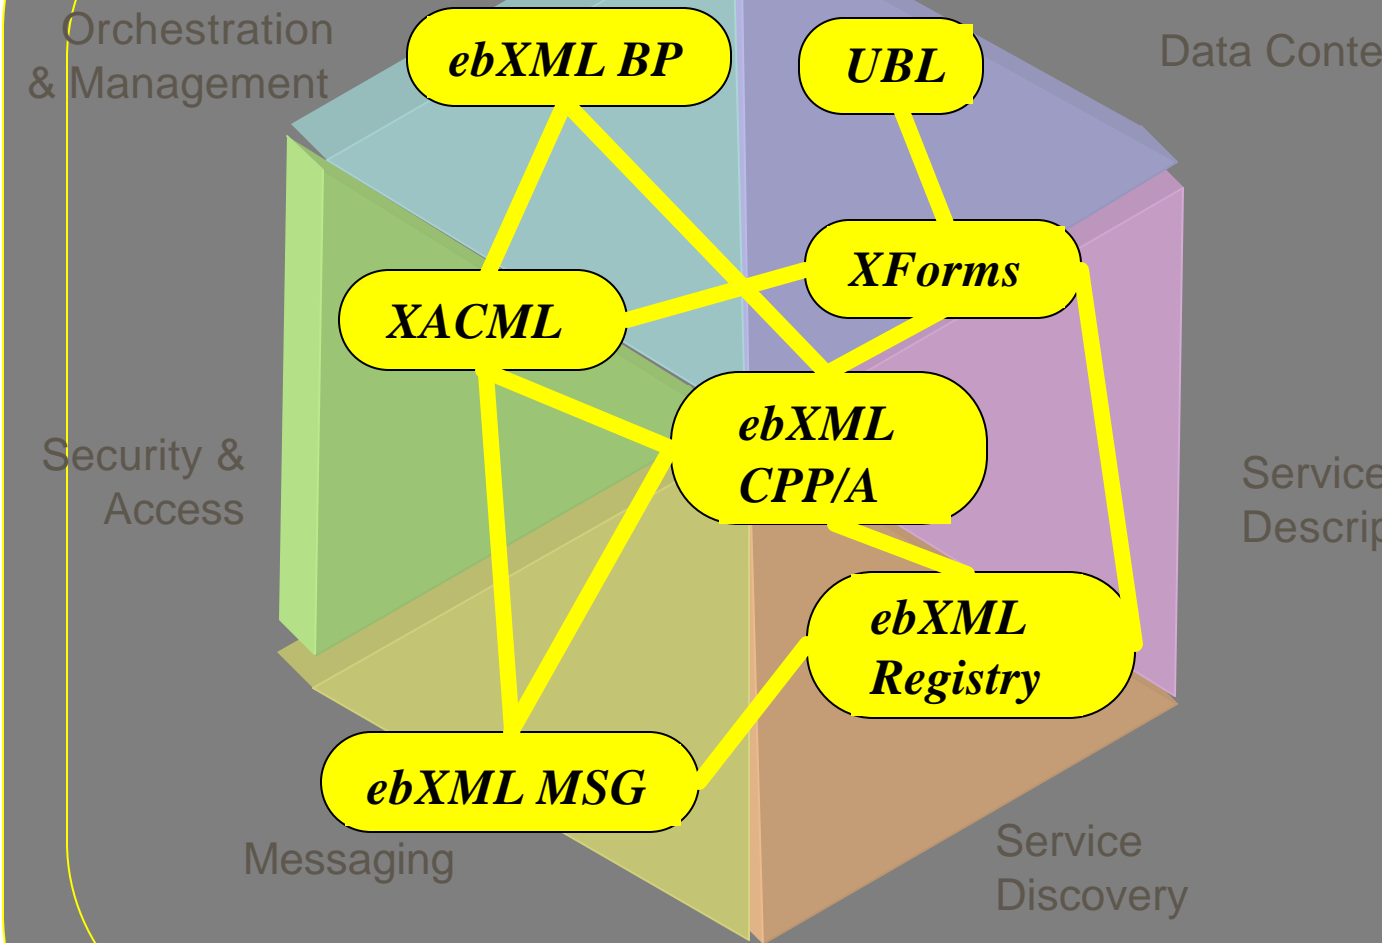 Orchestration
& Management
ebXML BP
UBL
Data Conte
XACML
XForms
Security &
Access
ebXML
CPP/A
Service
Descrip
ebXML
Registry
ebXML MSG
Messaging
Service
Discovery